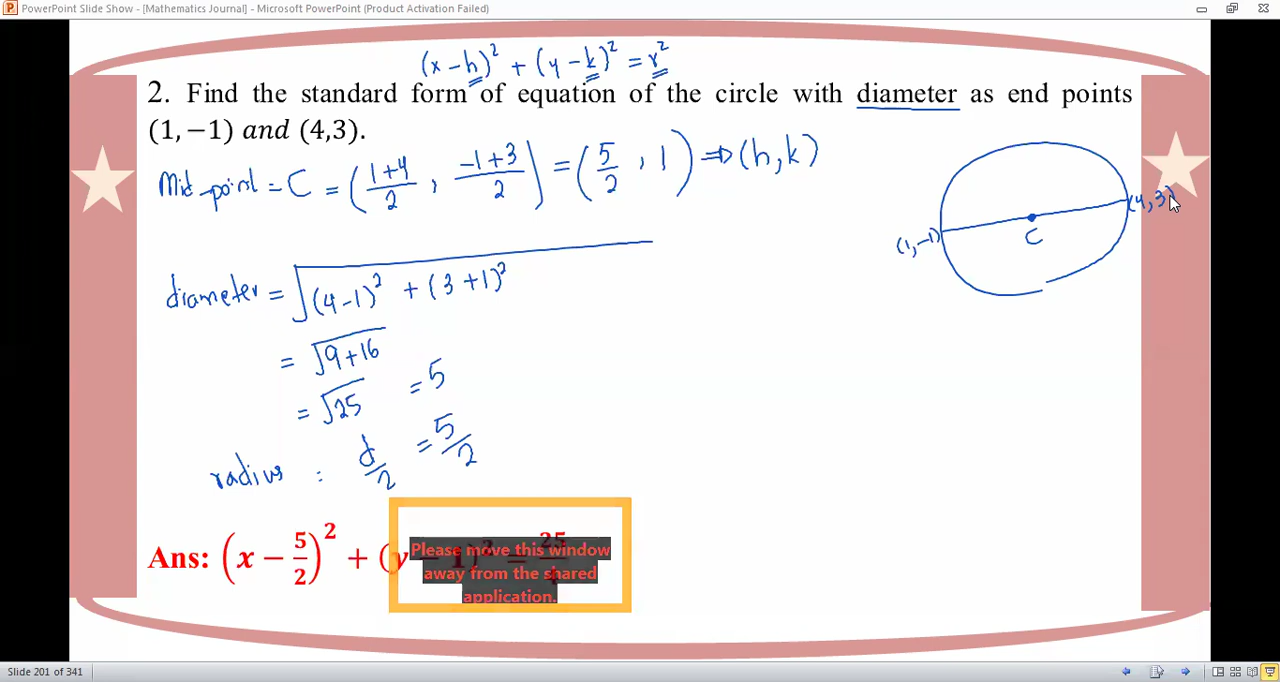 PowerPoint Slide Show - [Mathematics Journal] - PowerPoint (Product Activation Failed)
(x-h)² + (y-k)² = r²
2. Find the standard form of equation of the circle with diameter as end points
(1, −1) and (4,3).
Mid-point = C = (1+4/2 , -1+3/2) = (5/2 , 1) ⇒ (h,k)
(4,3)
(1,-1)
C
diameter = √(4-1)² + (3+1)²
= √9+16
= √25 = 5
radius : d/2 = 5/2
Ans: (x − 5/2)² + (y − 1)² = 25
Please move this window
away from the shared
application.
Slide 201 of 341